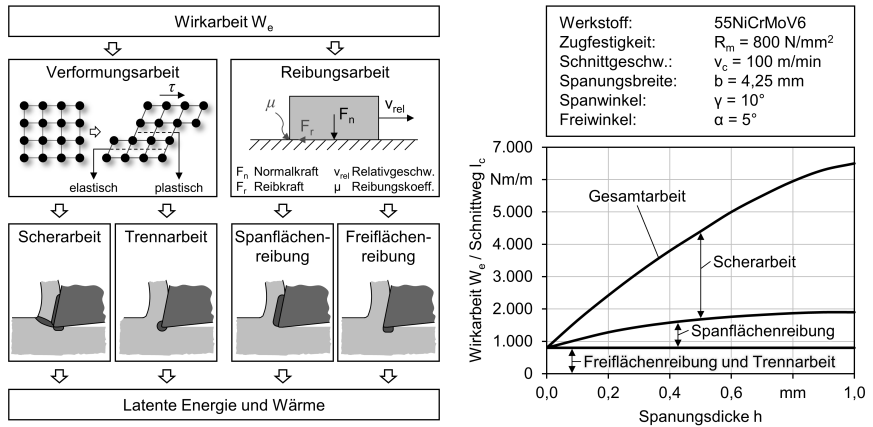 Wirkarbeit We
Verformungsarbeit
τ
elastisch
plastisch
Reibungsarbeit
μ
Fr
Fn
vrel
Fn Normalkraft
vrel Relativgeschw.
Fr Reibkraft
μ Reibungskoeff.
Scherarbeit
Trennarbeit
Spanflächen-
reibung
Freiflächen-
reibung
Latente Energie und Wärme
Werkstoff: 55NiCrMoV6
Zugfestigkeit: Rm = 800 N/mm²
Schnittgeschw.: vc = 100 m/min
Spanungsbreite: b = 4,25 mm
Spanwinkel: γ = 10°
Freiwinkel: α = 5°
Wirkarbeit We / Schnittweg lc
7.000
Nm/m
5.000
4.000
3.000
2.000
1.000
0
Gesamtarbeit
Scherarbeit
Spanflächenreibung
Freiflächenreibung und Trennarbeit
0,0 0,2 0,4 0,6 mm 1,0
Spanungsdicke h